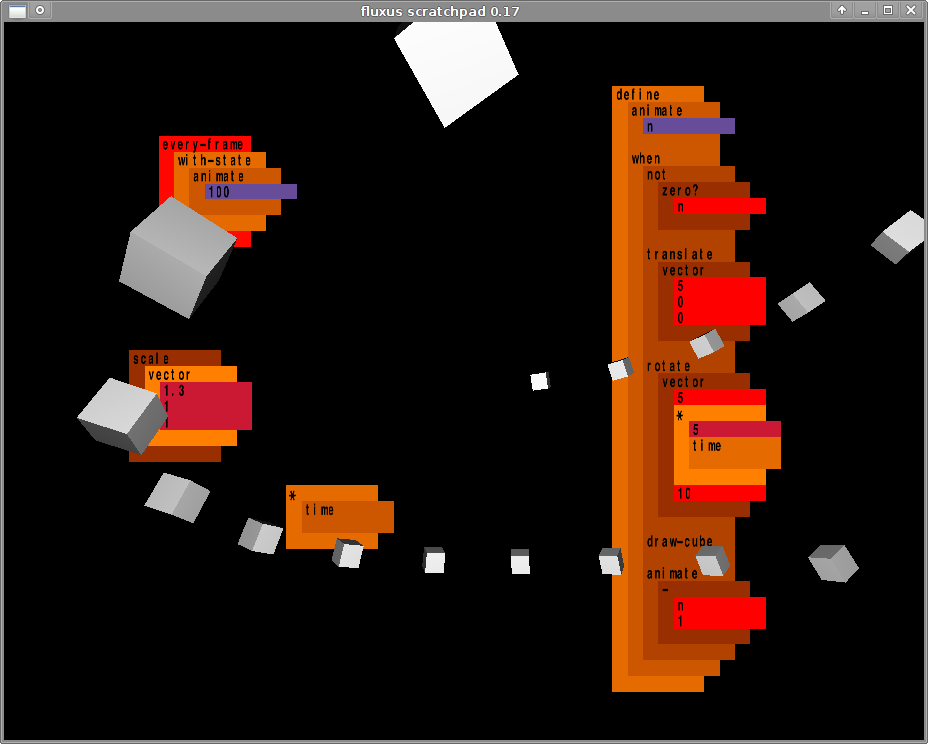 fluxus scratchpad 0.17
every-frame
with-state
animate
100
scale
vector
1.3
1
*
time
define
animate
n
when
not
zero?
n
translate
vector
5
0
0
rotate
vector
5
*
5
time
10
draw-cube
animate
-
n
1